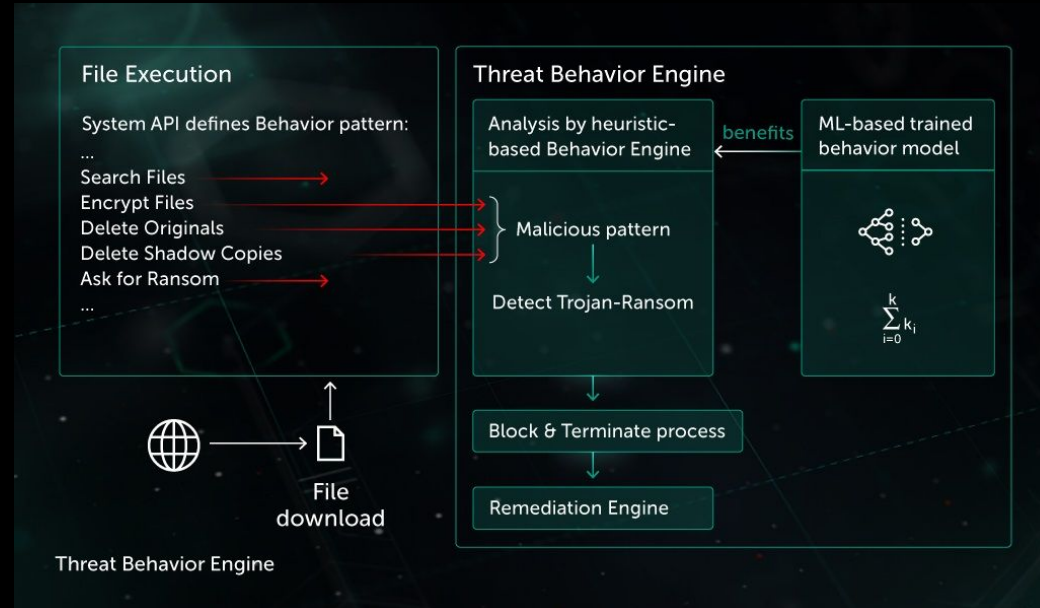 File Execution
System API defines Behavior pattern:
...
Search Files
Encrypt Files
Delete Originals
Delete Shadow Copies
Ask for Ransom
...
File
download
Threat Behavior Engine
Threat Behavior Engine
Analysis by heuristic-
based Behavior Engine
benefits
ML-based trained
behavior model
Malicious pattern
Detect Trojan-Ransom
k
∑ kᵢ
i=0
Block & Terminate process
Remediation Engine